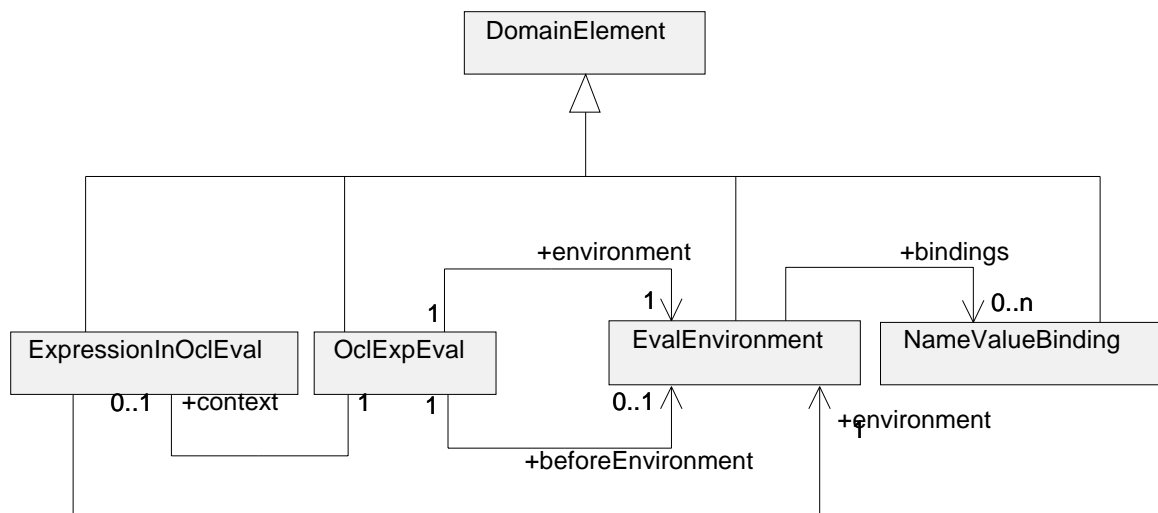 DomainElement
+environment
+bindings
1
1
0..n
ExpressionInOclEval
OclExpEval
EvalEnvironment
NameValueBinding
0..1
+context
1
1
0..1
+environment
1
+beforeEnvironment